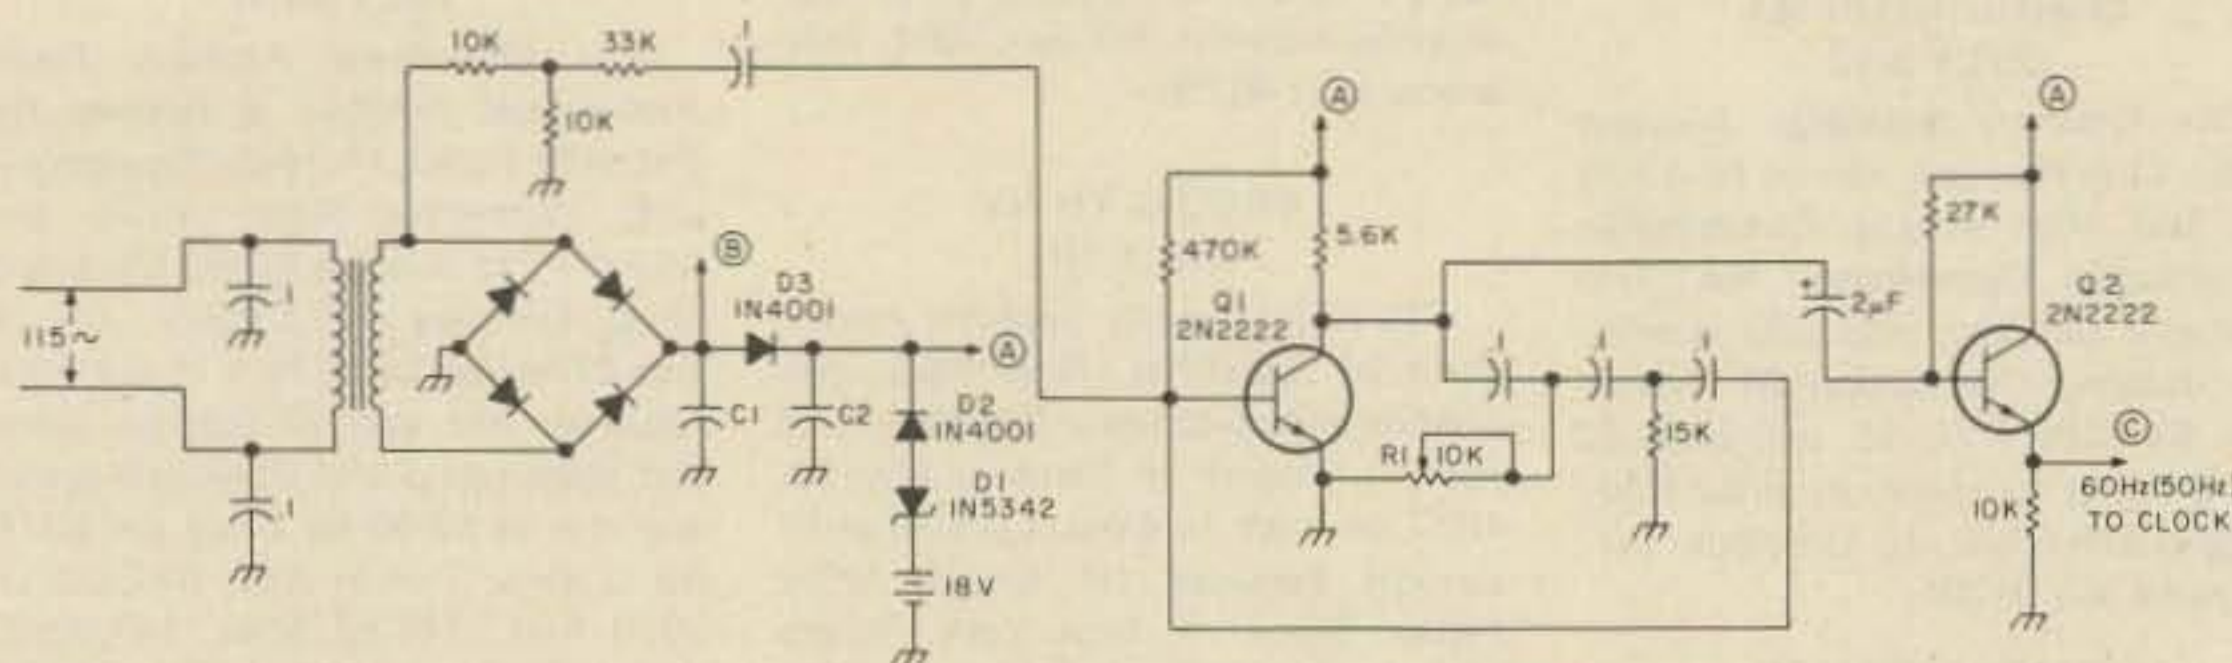 10K
33K
.1
10K
115~
.1
.1
B
D3
1N4001
A
C1
C2
D2
1N4001
D1
1N5342
18V
A
470K
5.6K
Q1
2N2222
.1
.1
.1
R1
10K
15K
2µF
A
27K
Q2
2N2222
C
60Hz(50Hz)
TO CLOCK
10K